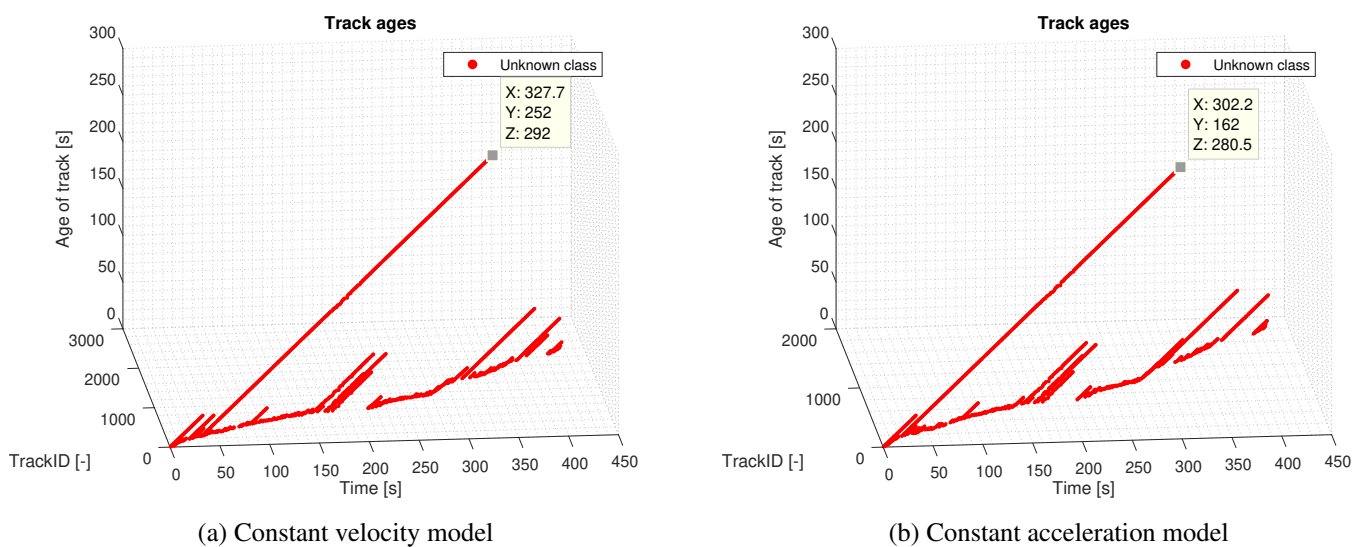 Track ages
300
250
200
150
100
50
0
Age of track [s]
3000
2000
1000
0
TrackID [-]
0 50 100 150 200 250 300 350 400 450
Time [s]
Unknown class
X: 327.7
Y: 252
Z: 292
(a) Constant velocity model
Track ages
300
250
200
150
100
50
0
Age of track [s]
2000
1000
0
TrackID [-]
0 50 100 150 200 250 300 350 400 450
Time [s]
Unknown class
X: 302.2
Y: 162
Z: 280.5
(b) Constant acceleration model